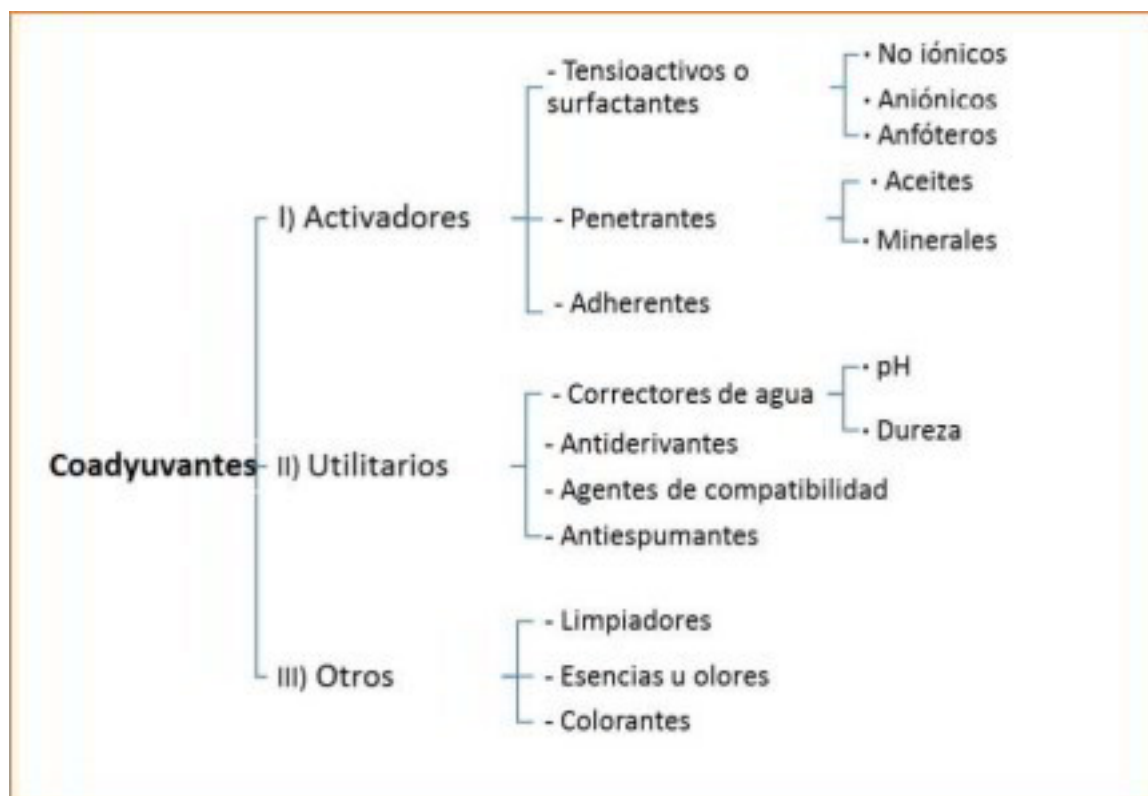 Coadyuvantes
I) Activadores
- Tensioactivos o
surfactantes
· No iónicos
· Aniónicos
· Anfóteros
- Penetrantes
· Aceites
· Minerales
- Adherentes
II) Utilitarios
- Correctores de agua
· pH
· Dureza
- Antiderivantes
- Agentes de compatibilidad
- Antiespumantes
III) Otros
- Limpiadores
- Esencias u olores
- Colorantes